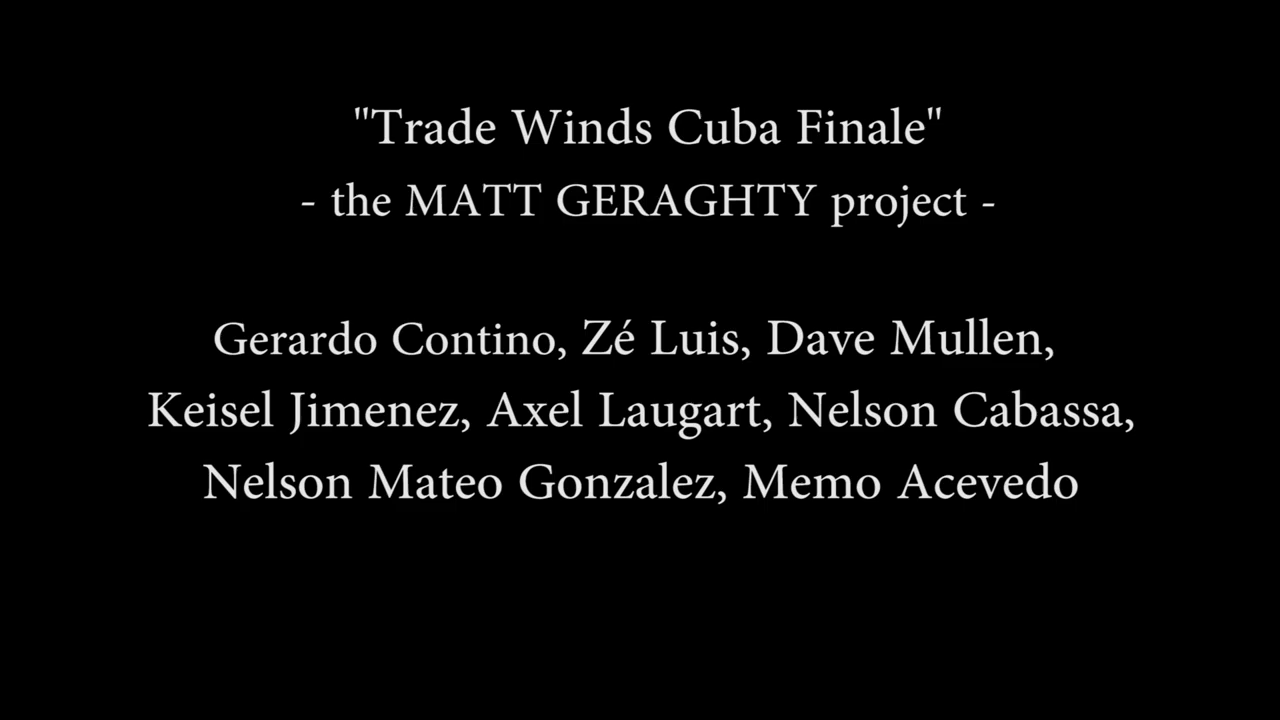 "Trade Winds Cuba Finale"
- the MATT GERAGHTY project -
Gerardo Contino, Zé Luis, Dave Mullen,
Keisel Jimenez, Axel Laugart, Nelson Cabassa,
Nelson Mateo Gonzalez, Memo Acevedo